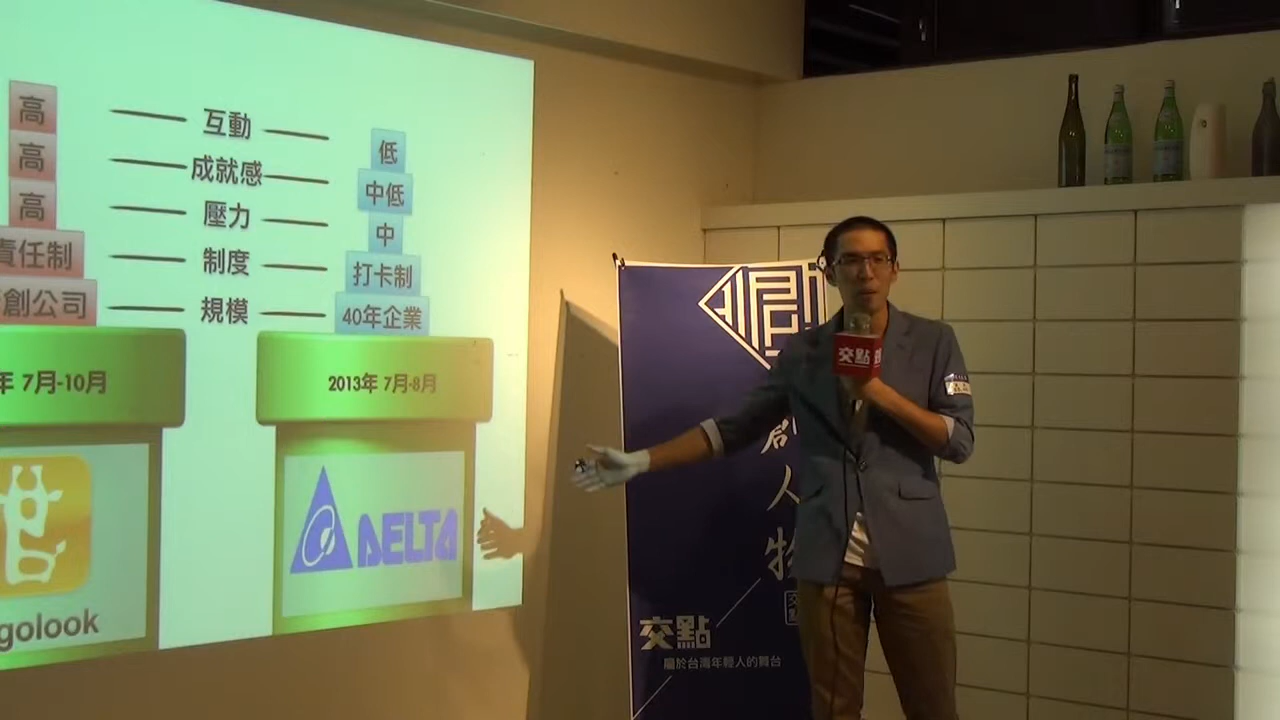 高 互動 低
高 成就感 中低
高 壓力 中
責任制 制度 打卡制
創公司 規模 40年企業
年 7月-10月
2013年 7月-8月
DELTA
golook
交點
人物
交點
屬於台灣年輕人的舞台